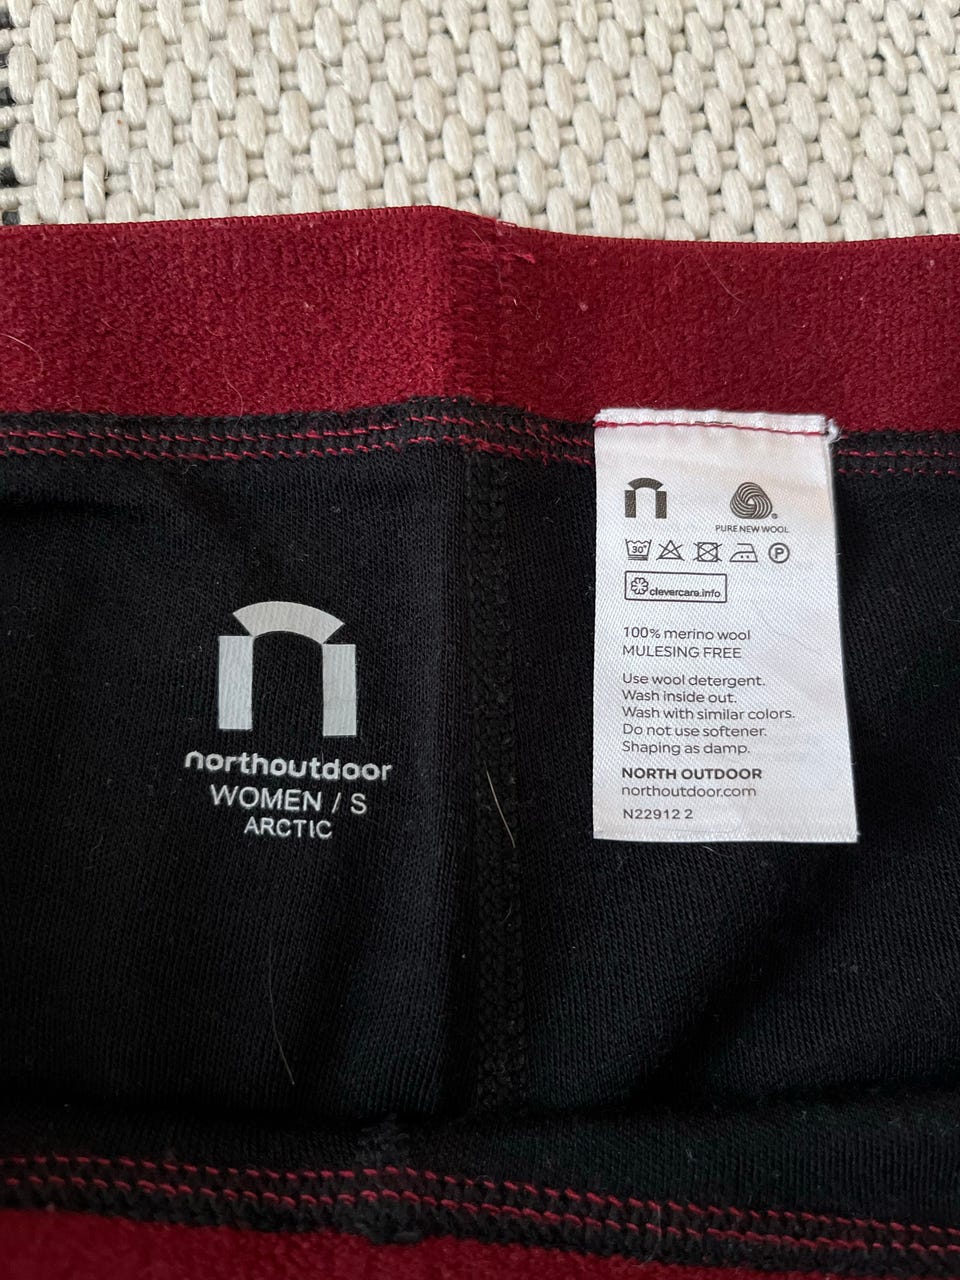 northoutdoor
WOMEN / S
ARCTIC
PURE NEW WOOL
30°
P
clevercare.info
100% merino wool
MULESING FREE
Use wool detergent.
Wash inside out.
Wash with similar colors.
Do not use softener.
Shaping as damp.
NORTH OUTDOOR
northoutdoor.com
N22912 2